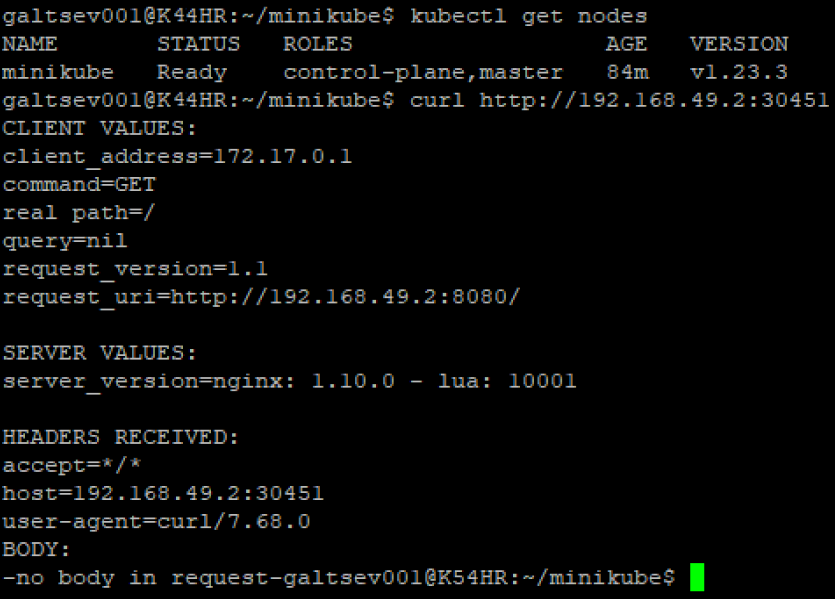 galtsev001@K44HR:~/minikube$ kubectl get nodes
NAME STATUS ROLES AGE VERSION
minikube Ready control-plane,master 84m v1.23.3
galtsev001@K44HR:~/minikube$ curl http://192.168.49.2:30451
CLIENT VALUES:
client_address=172.17.0.1
command=GET
real path=/
query=nil
request_version=1.1
request_uri=http://192.168.49.2:8080/
SERVER VALUES:
server_version=nginx: 1.10.0 - lua: 10001
HEADERS RECEIVED:
accept=*/*
host=192.168.49.2:30451
user-agent=curl/7.68.0
BODY:
-no body in request-galtsev001@K54HR:~/minikube$